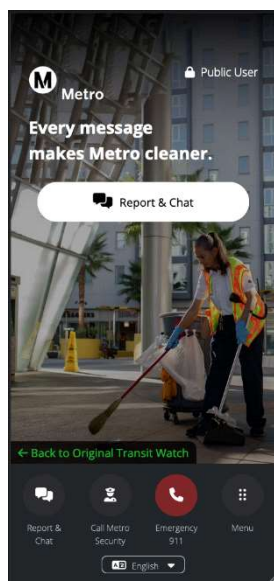 M
Metro
Public User
Every message
makes Metro cleaner.
Report & Chat
← Back to Original Transit Watch
Report &
Chat
Call Metro
Security
Emergency
911
Menu
English